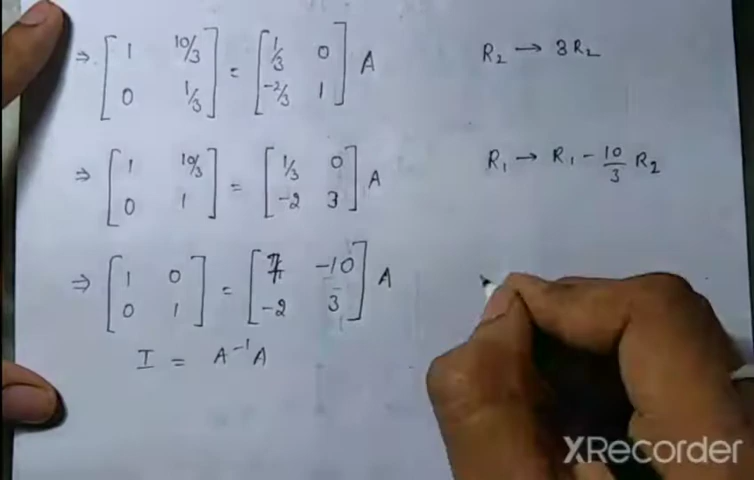 ⇒ [1 10/3; 0 1/3] = [1/3 0; -2/3 1] A R₂ → 3R₂
⇒ [1 10/3; 0 1] = [1/3 0; -2 3] A R₁ → R₁ - 10/3 R₂
⇒ [1 0; 0 1] = [7 -10; -2 3] A
I = A⁻¹A
XRecorder